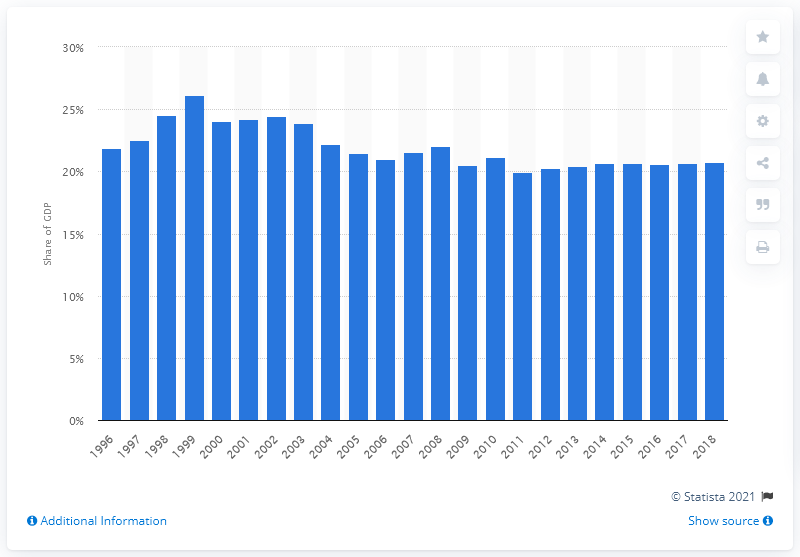 30%
25%
20%
15%
10%
5%
0%
Share of GDP
1996 1997 1998 1999 2000 2001 2002 2003 2004 2005 2006 2007 2008 2009 2010 2011 2012 2013 2014 2015 2016 2017 2018
© Statista 2021
Additional Information
Show source